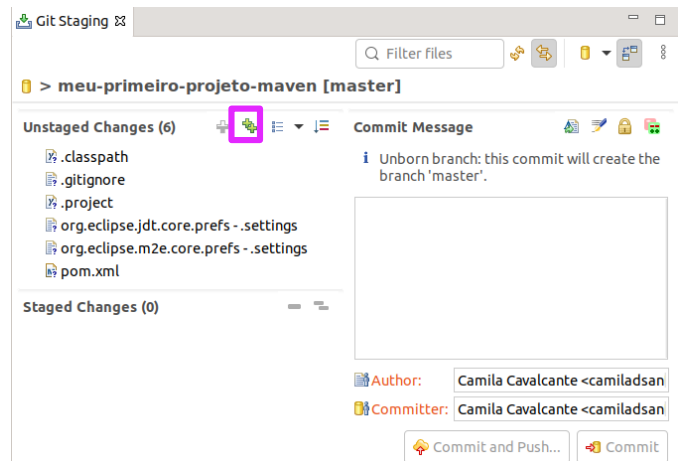 Git Staging
Filter files
> meu-primeiro-projeto-maven [master]
Unstaged Changes (6)
.classpath
.gitignore
.project
org.eclipse.jdt.core.prefs - .settings
org.eclipse.m2e.core.prefs - .settings
pom.xml
Staged Changes (0)
Commit Message
Unborn branch: this commit will create the
branch 'master'.
Author: Camila Cavalcante <camiladsan
Committer: Camila Cavalcante <camiladsan
Commit and Push... Commit